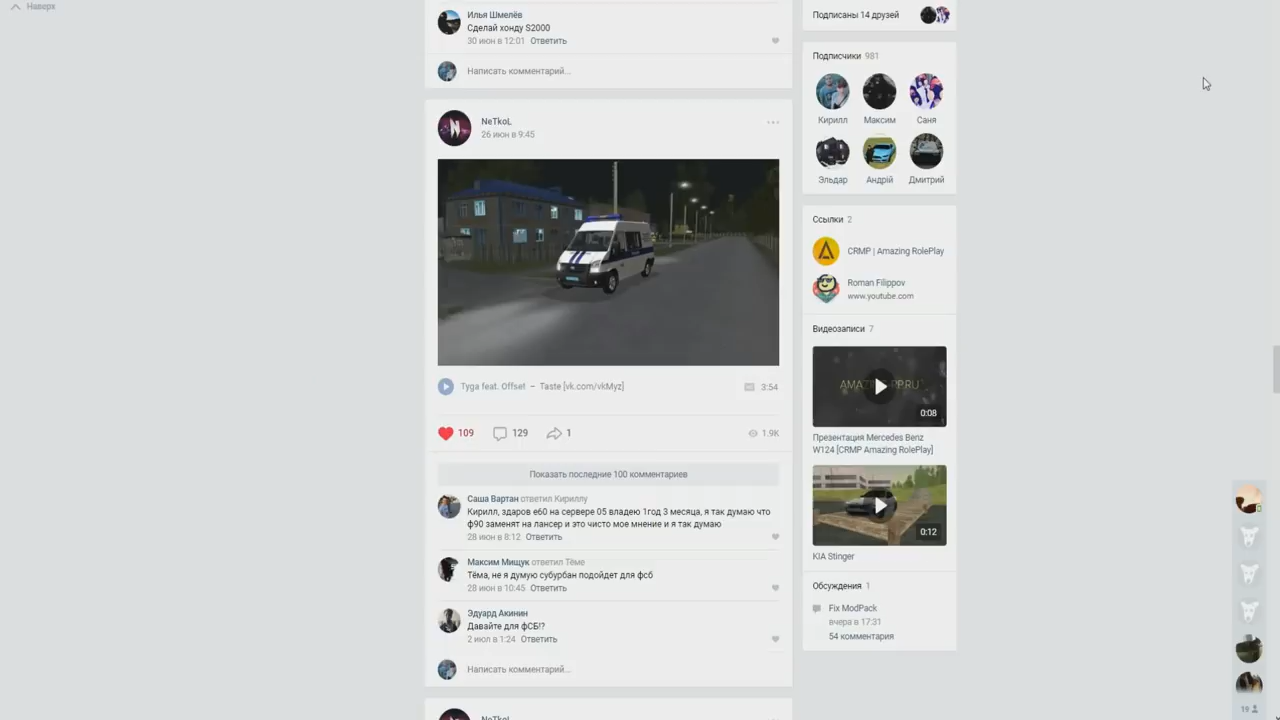 Наверх
Илья Шмелёв
Сделай хонду S2000
30 июн в 12:01 Ответить
Написать комментарий...
NeTkoL
26 июн в 9:45
Tyga feat. Offset – Taste [vk.com/vkMyz]
3:54
109
129
1
1.9K
Показать последние 100 комментариев
Саша Вартан ответил Кириллу
Кирилл, здаров е60 на сервере 05 владею 1год 3 месяца, я так думаю что
ф90 заменят на лансер и это чисто мое мнение и я так думаю
28 июн в 8:12 Ответить
Максим Мищук ответил Тёме
Тёма, не я думую субурбан подойдет для фсб
28 июн в 10:45 Ответить
Эдуард Акинин
Давайте для фСБ!?
2 июл в 1:24 Ответить
Написать комментарий...
NeTkoL
Подписаны 14 друзей
Подписчики 981
Кирилл
Максим
Саня
Эльдар
Андрій
Дмитрий
Ссылки 2
CRMP | Amazing RolePlay
Roman Filippov
www.youtube.com
Видеозаписи 7
0:08
Презентация Mercedes Benz
W124 [CRMP Amazing RolePlay]
0:12
KIA Stinger
Обсуждения 1
Fix ModPack
вчера в 17:31
54 комментария
19